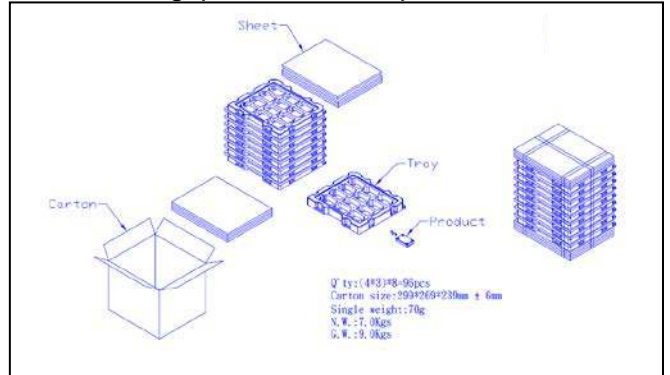 Sheet
Tray
Carton
Product
Q'ty:(4*3)*8=96pcs
Carton size:299*269*239mm ± 6mm
Single weight:70g
N.W.:7.0Kgs
G.W.:9.0Kgs